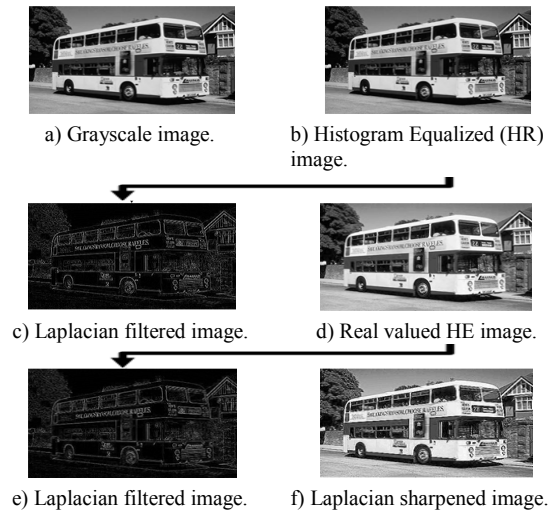 a) Grayscale image.
b) Histogram Equalized (HR)
image.
c) Laplacian filtered image.
d) Real valued HE image.
e) Laplacian filtered image.
f) Laplacian sharpened image.